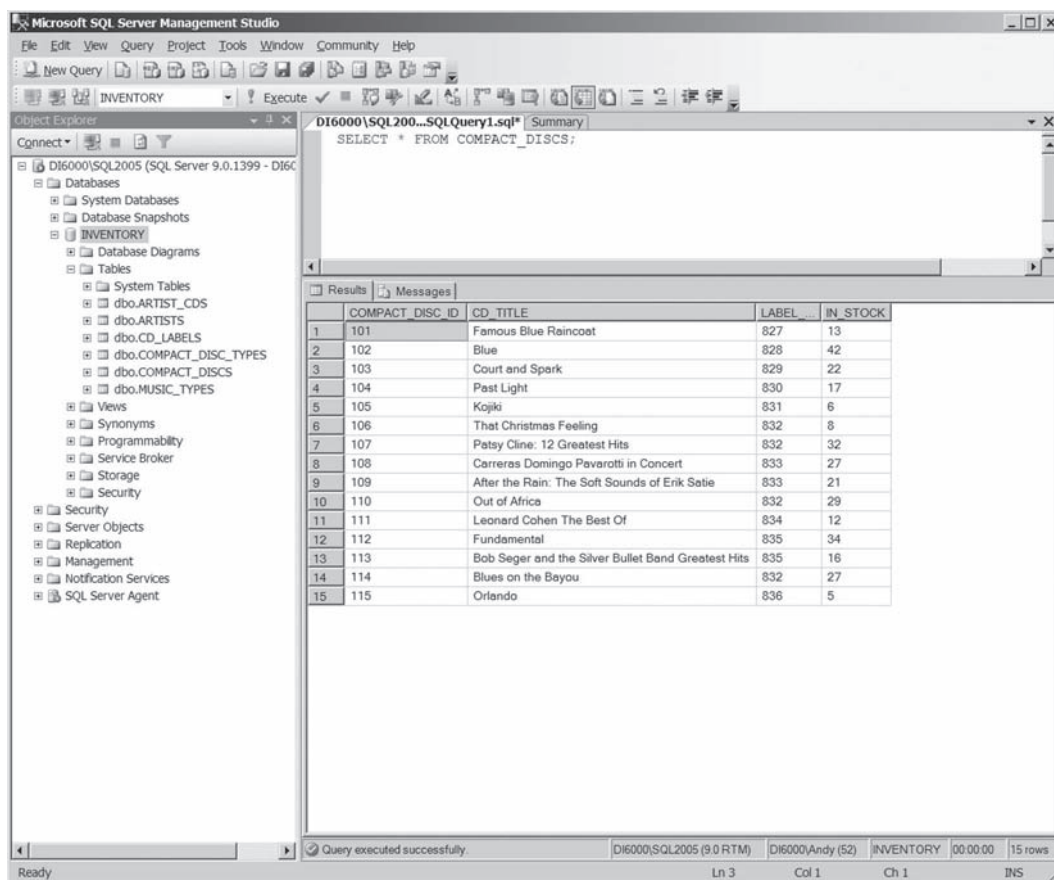 Microsoft SQL Server Management Studio
File Edit View Query Project Tools Window Community Help
New Query
INVENTORY Execute
Object Explorer
Connect
DI6000\SQL2005 (SQL Server 9.0.1399 - DI60
Databases
System Databases
Database Snapshots
INVENTORY
Database Diagrams
Tables
System Tables
dbo.ARTIST_CDS
dbo.ARTISTS
dbo.CD_LABELS
dbo.COMPACT_DISC_TYPES
dbo.COMPACT_DISCS
dbo.MUSIC_TYPES
Views
Synonyms
Programmability
Service Broker
Storage
Security
Security
Server Objects
Replication
Management
Notification Services
SQL Server Agent
DI6000\SQL200...SQLQuery1.sql* Summary
SELECT * FROM COMPACT_DISCS;
Results Messages
COMPACT_DISC_ID CD_TITLE LABEL_... IN_STOCK
1 101 Famous Blue Raincoat 827 13
2 102 Blue 828 42
3 103 Court and Spark 829 22
4 104 Past Light 830 17
5 105 Kojiki 831 6
6 106 That Christmas Feeling 832 8
7 107 Patsy Cline: 12 Greatest Hits 832 32
8 108 Carreras Domingo Pavarotti in Concert 833 27
9 109 After the Rain: The Soft Sounds of Erik Satie 833 21
10 110 Out of Africa 832 29
11 111 Leonard Cohen The Best Of 834 12
12 112 Fundamental 835 34
13 113 Bob Seger and the Silver Bullet Band Greatest Hits 835 16
14 114 Blues on the Bayou 832 27
15 115 Orlando 836 5
Query executed successfully. DI6000\SQL2005 (9.0 RTM) DI6000\Andy (52) INVENTORY 00:00:00 15 rows
Ready Ln 3 Col 1 Ch 1 INS